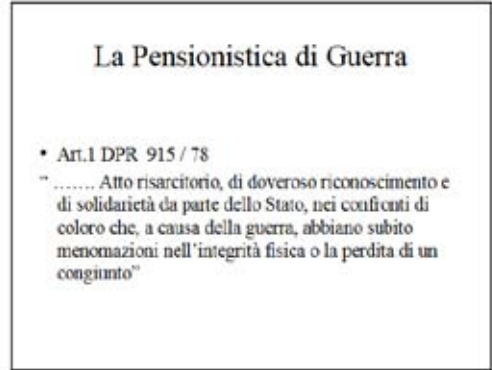 La Pensionistica di Guerra
• Art.1 DPR 915 / 78
“ ....... Atto risarcitorio, di doveroso riconoscimento e
di solidarietà da parte dello Stato, nei confronti di
coloro che, a causa della guerra, abbiano subito
menomazioni nell’integrità fisica o la perdita di un
congiunto”